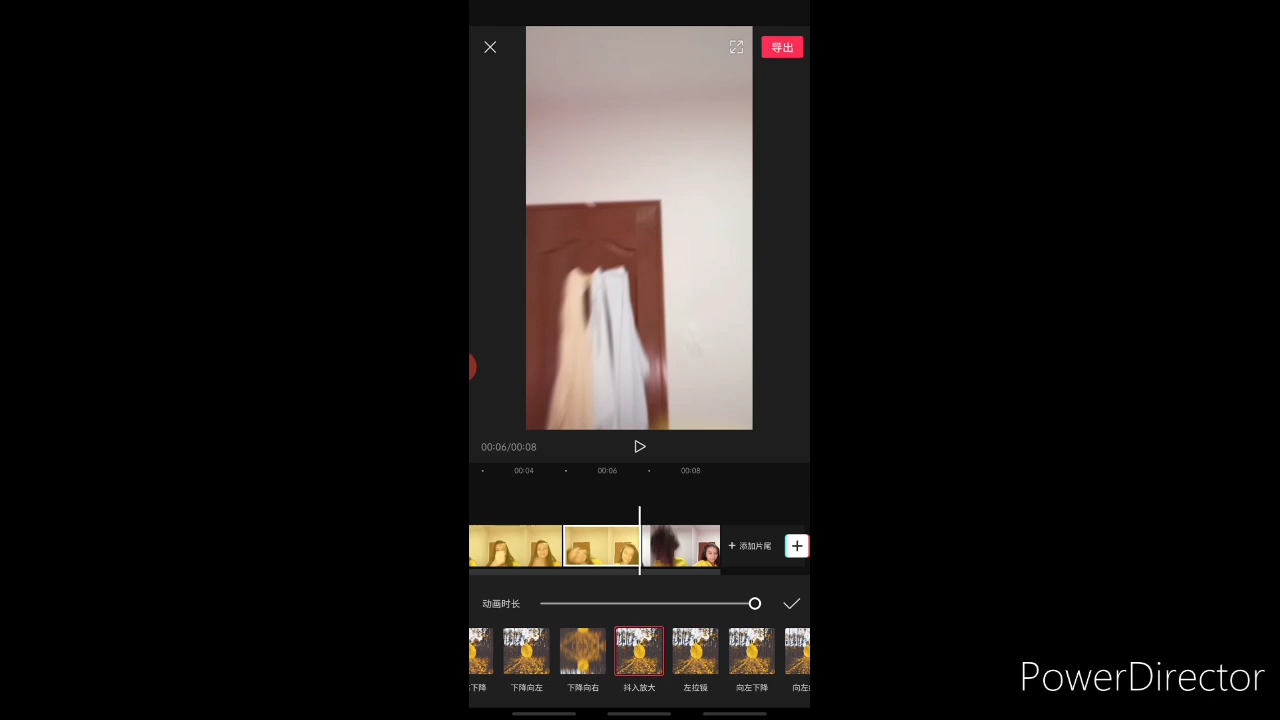 导出
00:06/00:08
00:04
00:06
00:08
+ 添加片尾
动画时长
下降
下降向左
下降向右
抖入放大
左拉镜
向左下降
向左
PowerDirector